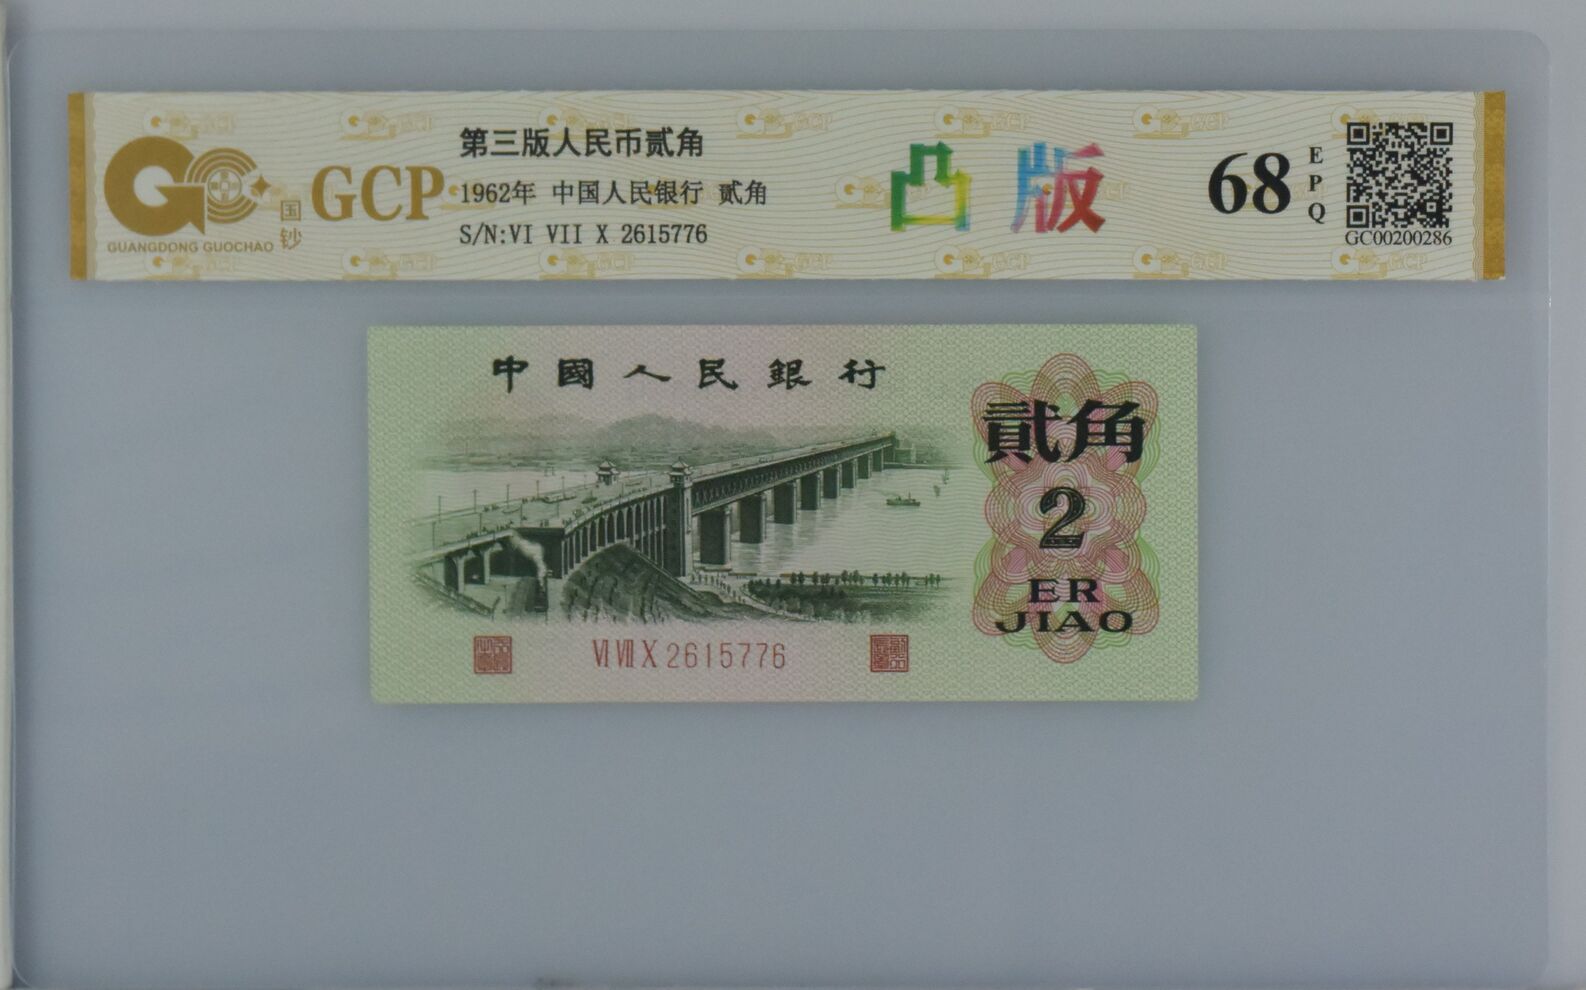 GUANGDONG GUOCHAO
国钞
GCP
第三版人民币贰角
1962年 中国人民银行 贰角
S/N:VI VII X 2615776
凸版
68
EPQ
GC00200286
中國人民銀行
貳角
2
ER
JIAO
VI VII X 2615776